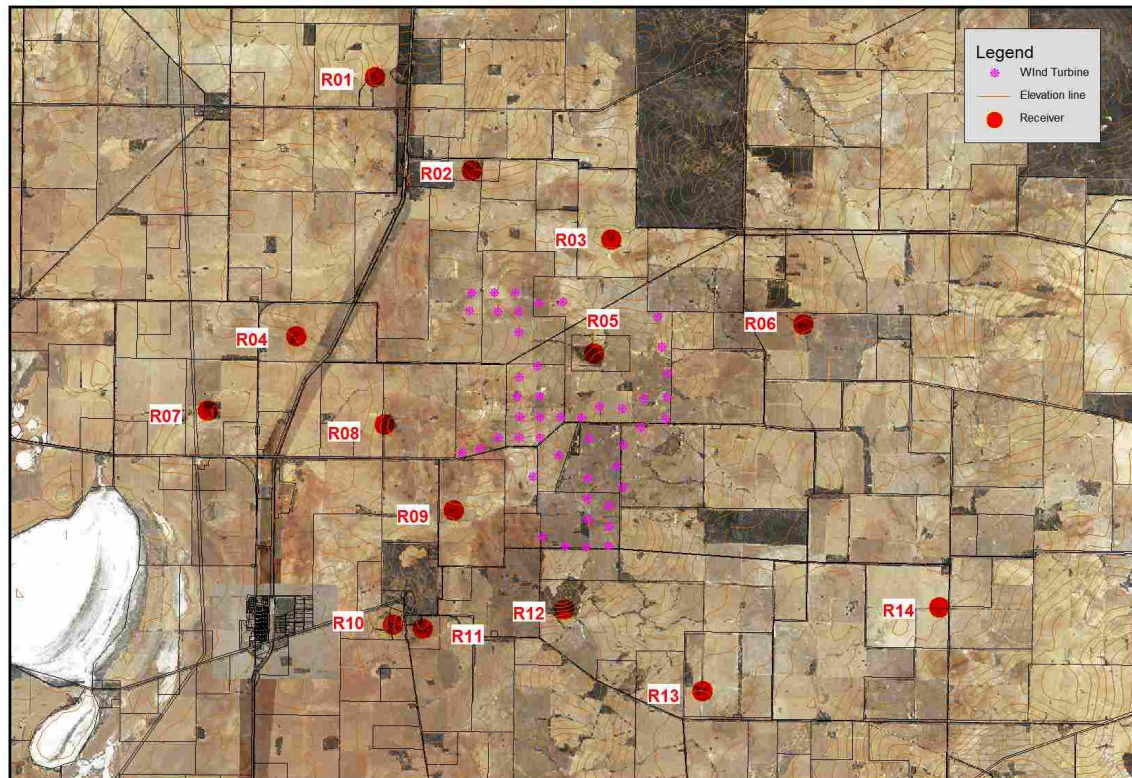 Legend
WInd Turbine
Elevation line
Receiver
R01
R02
R03
R04
R05
R06
R07
R08
R09
R10
R11
R12
R13
R14